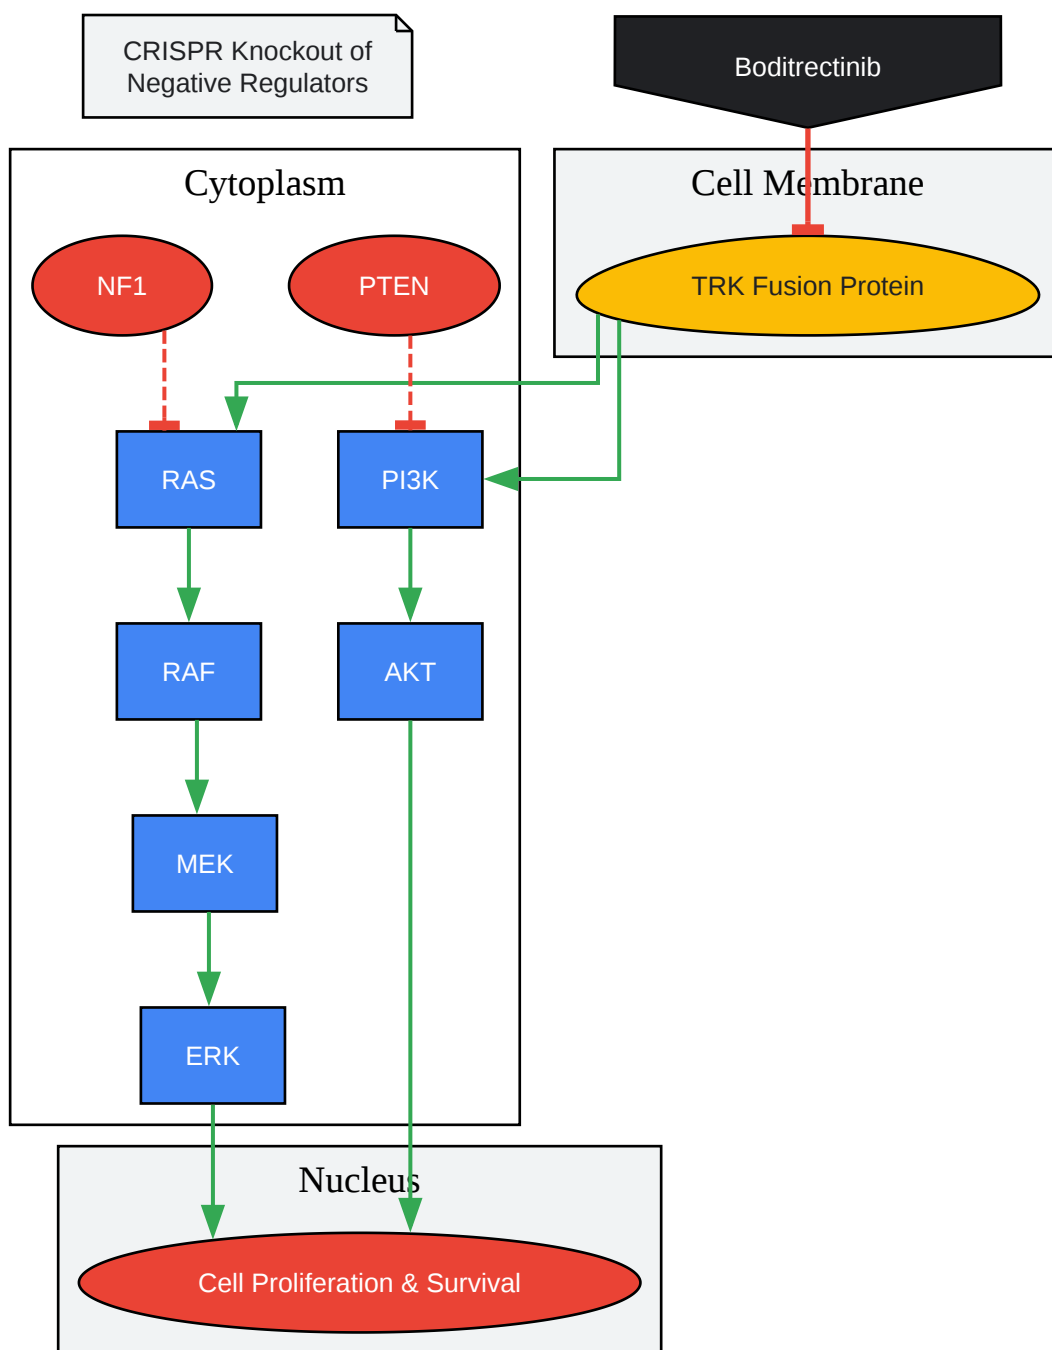 CRISPR Knockout of
Negative Regulators
Boditrectinib
Cytoplasm
Cell Membrane
NF1
PTEN
TRK Fusion Protein
RAS
PI3K
RAF
AKT
MEK
ERK
Nucleus
Cell Proliferation & Survival